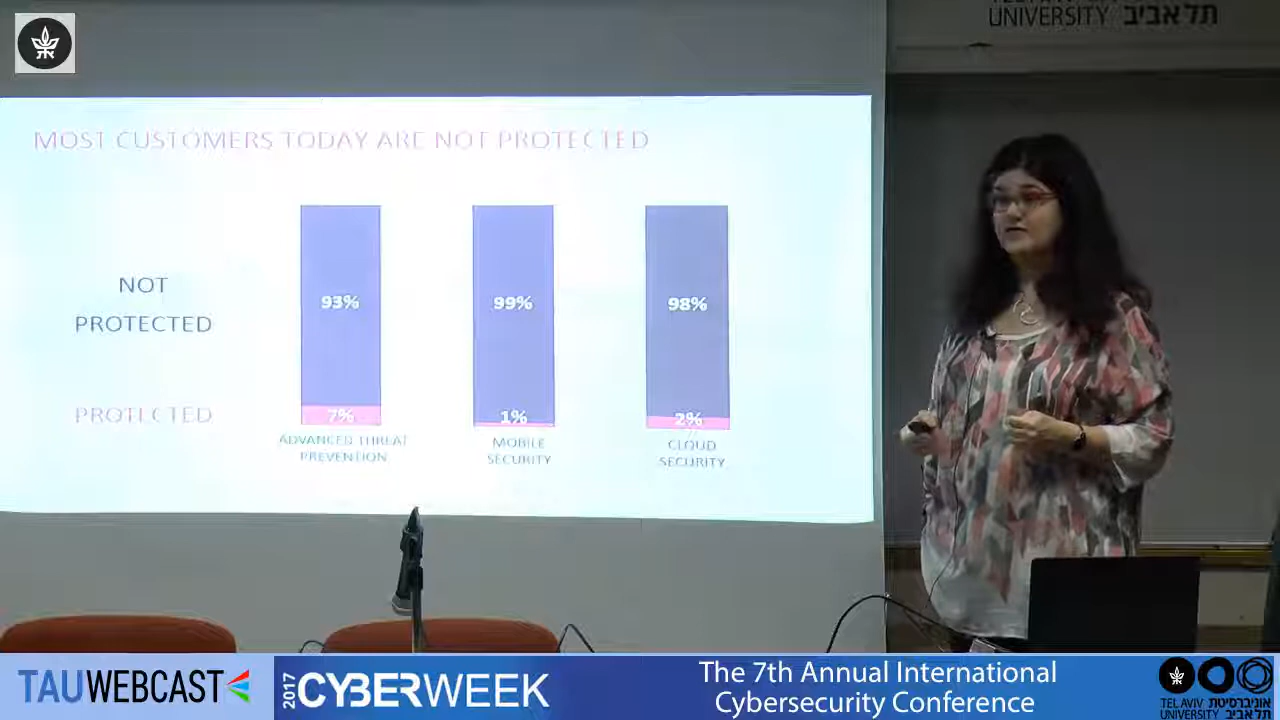 TEL AVIV
UNIVERSITY תל אביב
MOST CUSTOMERS TODAY ARE NOT PROTECTED
NOT
PROTECTED
93%
99%
98%
PROTECTED
7%
1%
2%
ADVANCED THREAT
PREVENTION
MOBILE
SECURITY
CLOUD
SECURITY
TAUWEBCAST
2017 CYBERWEEK
The 7th Annual International
Cybersecurity Conference
TEL AVIV אוניברסיטת
UNIVERSITY תל אביב